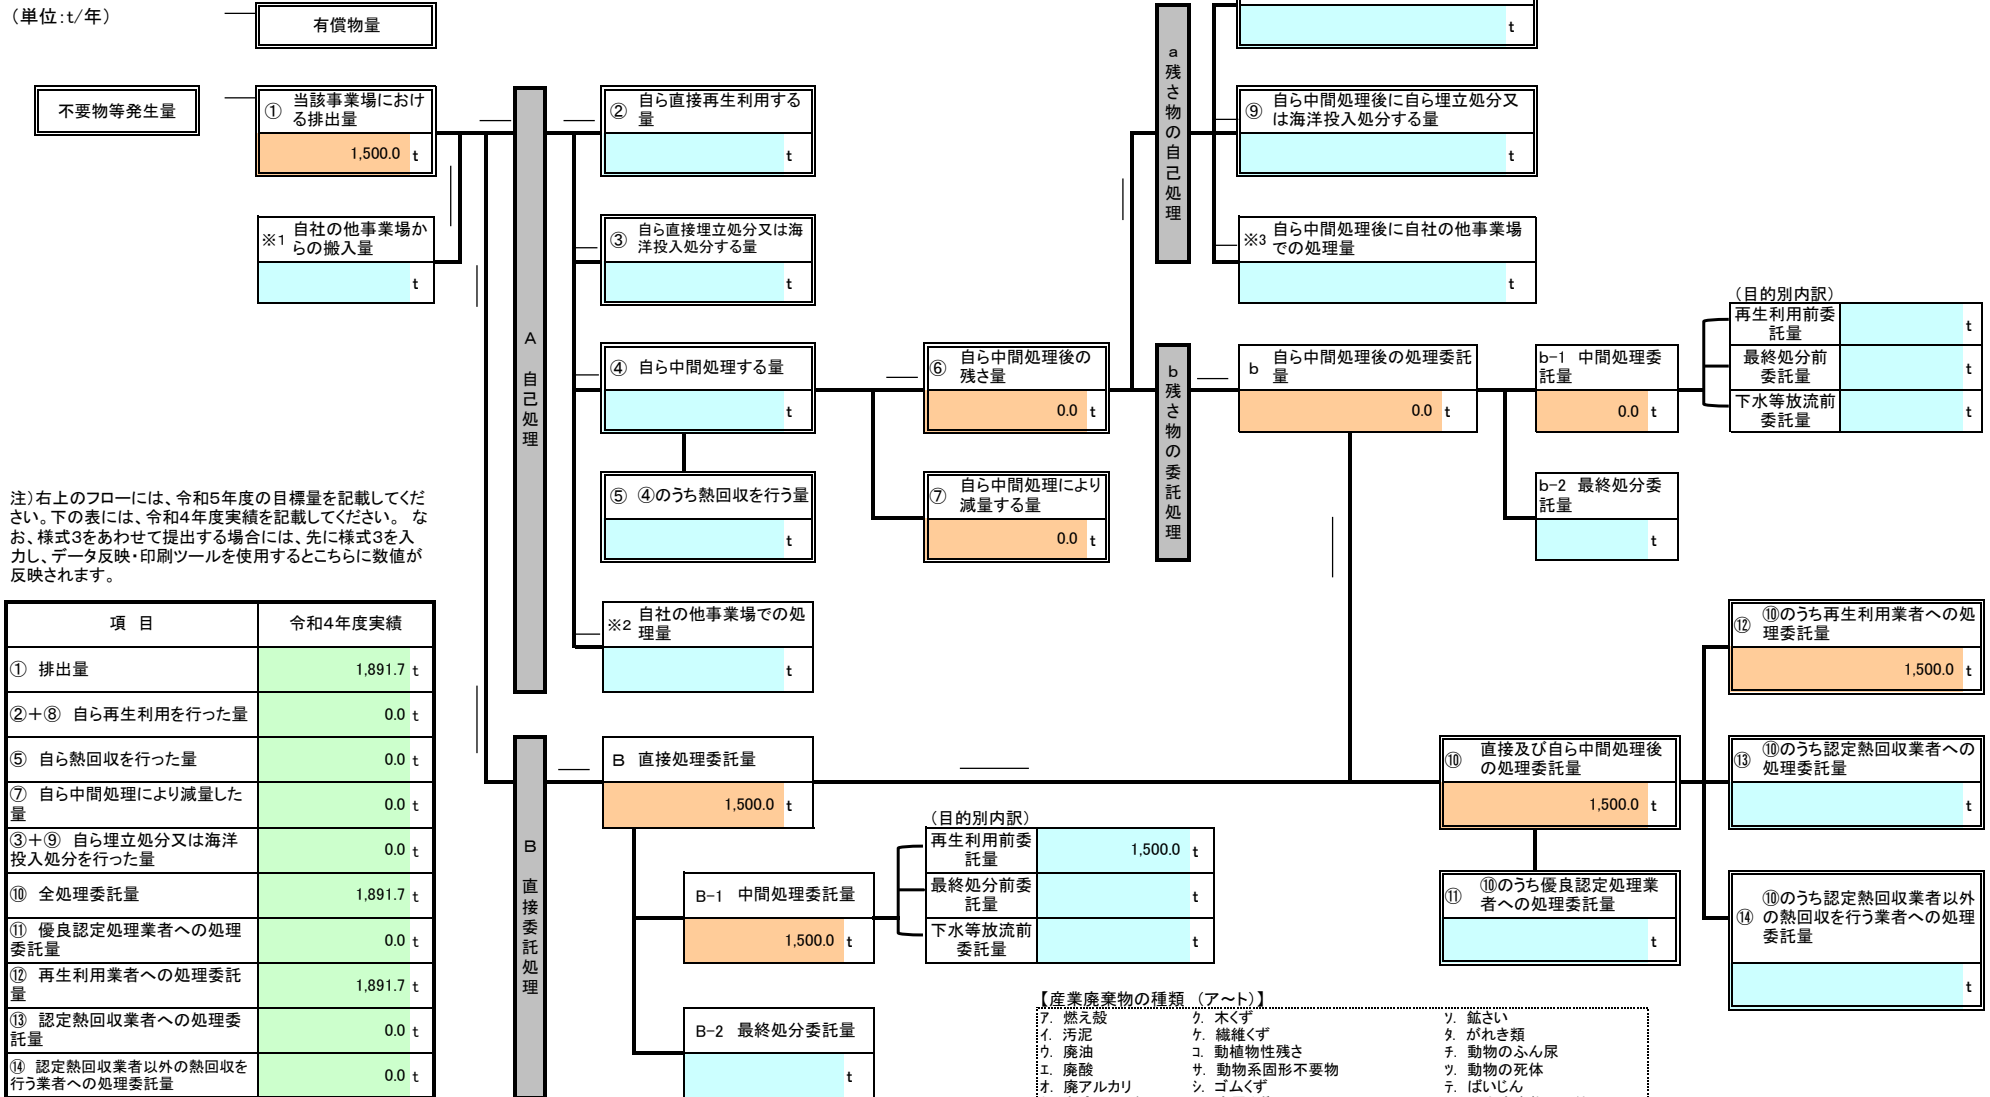 （単位：t/年）
有償物量
t
不要物等発生量
① 当該事業場におけ
る排出量
1,500.0 t
※1 自社の他事業場か
らの搬入量
t
A 自己処理
② 自ら直接再生利用する
量
t
③ 自ら直接埋立処分又は海
洋投入処分する量
t
④ 自ら中間処理する量
t
⑤ ④のうち熱回収を行う量
t
※2 自社の他事業場での処
理量
t
⑥ 自ら中間処理後の
残さ量
0.0 t
⑦ 自ら中間処理により
減量する量
0.0 t
a 残さ物の自己処理
⑨ 自ら中間処理後に自ら埋立処分又
は海洋投入処分する量
t
※3 自ら中間処理後に自社の他事業場
での処理量
t
b 残さ物の委託処理
b 自ら中間処理後の処理委託
量
0.0 t
b-1 中間処理委
託量
0.0 t
b-2 最終処分委
託量
t
（目的別内訳）
再生利用前委
託量
t
最終処分前
委託量
t
下水等放流前
委託量
t
注）右上のフローには、令和5年度の目標量を記載してくだ
さい。下の表には、令和4年度実績を記載してください。 な
お、様式3をあわせて提出する場合には、先に様式3を入
力し、データ反映・印刷ツールを使用するとこちらに数値が
反映されます。
項 目 令和4年度実績
① 排出量 1,891.7 t
②＋⑧ 自ら再生利用を行った量 0.0 t
⑤ 自ら熱回収を行った量 0.0 t
⑦ 自ら中間処理により減量した
量 0.0 t
③＋⑨ 自ら埋立処分又は海洋
投入処分を行った量 0.0 t
⑩ 全処理委託量 1,891.7 t
⑪ 優良認定処理業者への処理
委託量 0.0 t
⑫ 再生利用業者への処理委託
量 1,891.7 t
⑬ 認定熱回収業者への処理委
託量 0.0 t
⑭ 認定熱回収業者以外の熱回収を
行う業者への処理委託量 0.0 t
B 直接委託処理
B 直接処理委託量
1,500.0 t
B-1 中間処理委託量
1,500.0 t
B-2 最終処分委託量
t
（目的別内訳）
再生利用前委
託量
1,500.0 t
最終処分前委
託量
t
下水等放流前
委託量
t
⑩ 直接及び自ら中間処理後
の処理委託量
1,500.0 t
⑪ ⑩のうち優良認定処理業
者への処理委託量
t
⑫ ⑩のうち再生利用業者への処
理委託量
1,500.0 t
⑬ ⑩のうち認定熱回収業者への
処理委託量
t
⑭ ⑩のうち認定熱回収業者以外
の熱回収を行う業者への処理
委託量
t
【産業廃棄物の種類 （ア～ト）】
ア. 燃え殻 ク. 木くず ソ. 鉱さい
イ. 汚泥 ケ. 繊維くず タ. がれき類
ウ. 廃油 コ. 動植物性残さ チ. 動物のふん尿
エ. 廃酸 サ. 動物系固形不要物 ツ. 動物の死体
オ. 廃アルカリ シ. ゴムくず テ. ばいじん